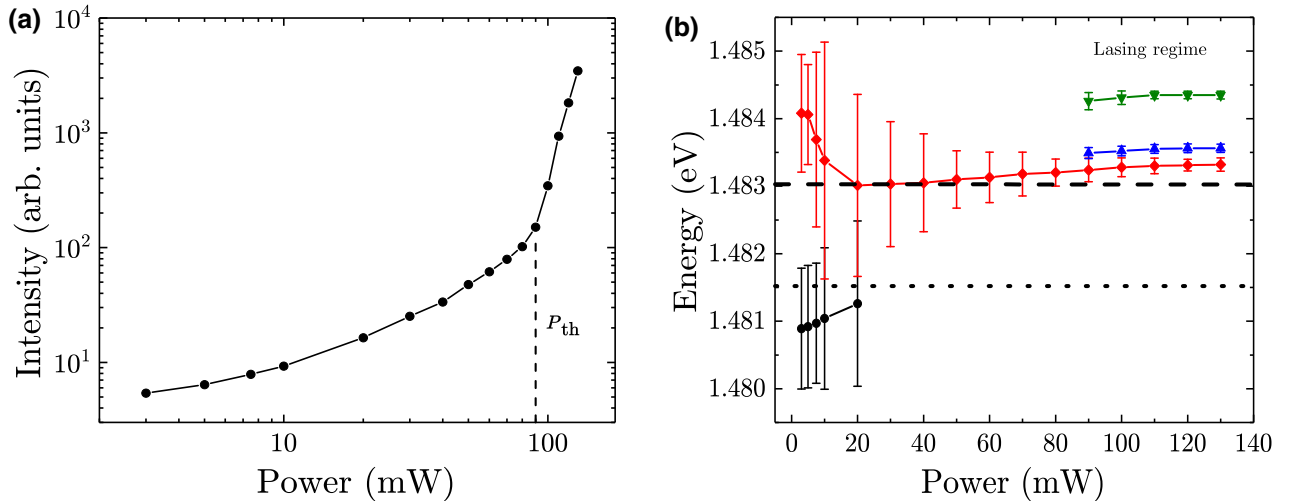 (a)
Intensity (arb. units)
10^4
10^3
10^2
10^1
P_th
10
100
Power (mW)
(b)
Energy (eV)
1.485
1.484
1.483
1.482
1.481
1.480
Lasing regime
0 20 40 60 80 100 120 140
Power (mW)